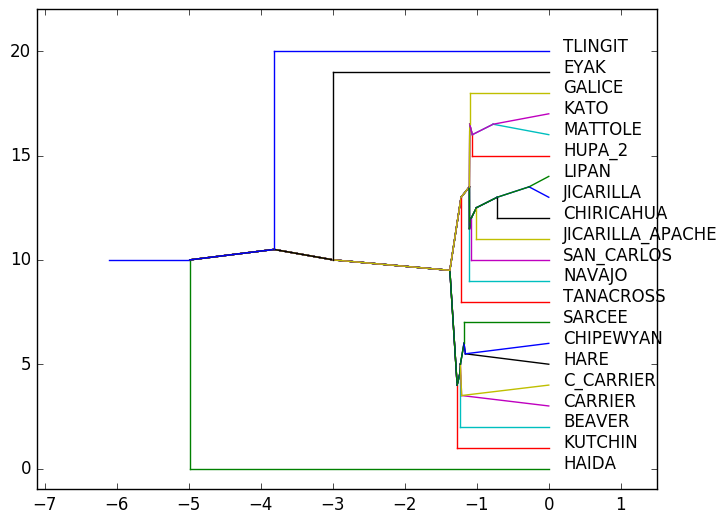 20
15
10
5
0
TLINGIT
EYAK
GALICE
KATO
MATTOLE
HUPA_2
LIPAN
JICARILLA
CHIRICAHUA
JICARILLA_APACHE
SAN_CARLOS
NAVAJO
TANACROSS
SARCEE
CHIPEWYAN
HARE
C_CARRIER
CARRIER
BEAVER
KUTCHIN
HAIDA
−7 −6 −5 −4 −3 −2 −1 0 1